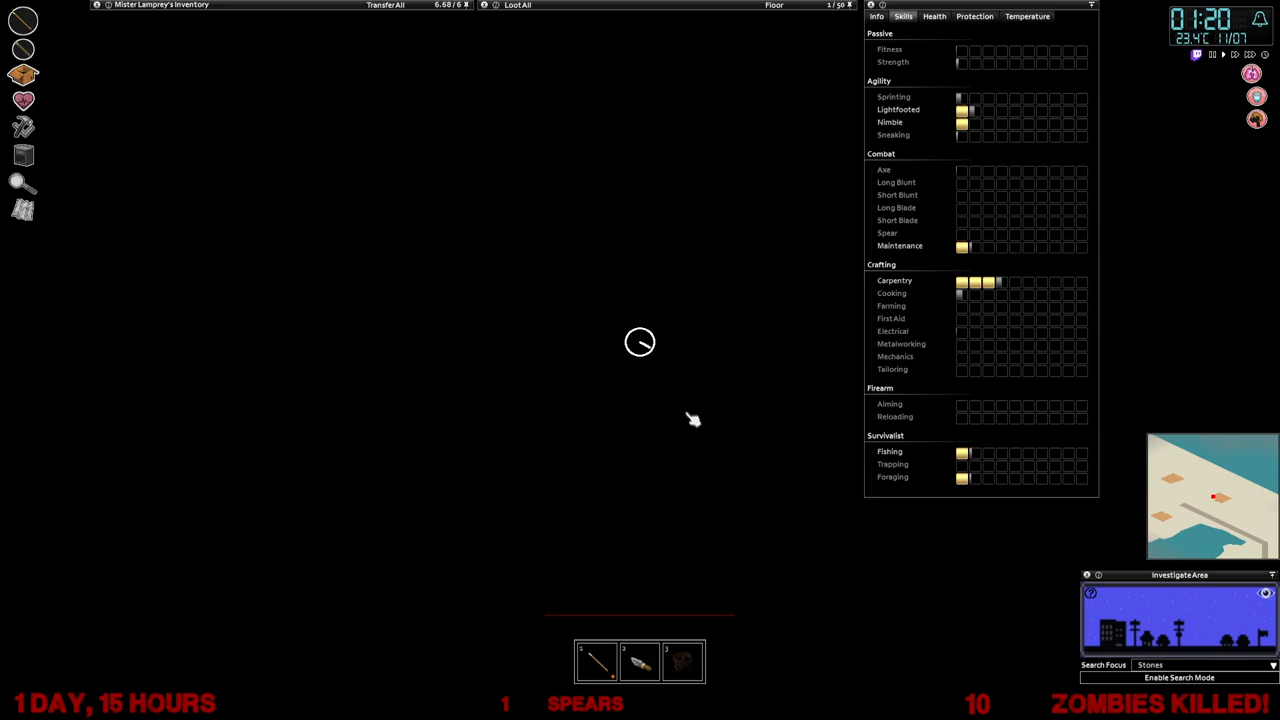 Mister Lamprey's Inventory Transfer All 6.68 / 6
Loot All Floor 1 / 50
Info Skills Health Protection Temperature
Passive
Fitness
Strength
Agility
Sprinting
Lightfooted
Nimble
Sneaking
Combat
Axe
Long Blunt
Short Blunt
Long Blade
Short Blade
Spear
Maintenance
Crafting
Carpentry
Cooking
Farming
First Aid
Electrical
Metalworking
Mechanics
Tailoring
Firearm
Aiming
Reloading
Survivalist
Fishing
Trapping
Foraging
01:20
23.4°C 11/07
Investigate Area
?
Search Focus Stones
Enable Search Mode
1 2 3
1 DAY, 15 HOURS
1 SPEARS
10 ZOMBIES KILLED!